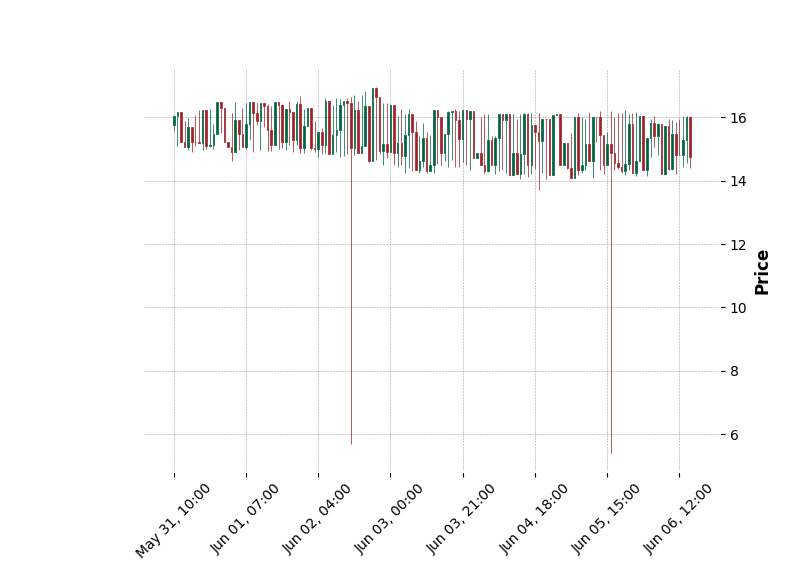 16
14
12
10
8
6
Price
May 31, 10:00
Jun 01, 07:00
Jun 02, 04:00
Jun 03, 00:00
Jun 03, 21:00
Jun 04, 18:00
Jun 05, 15:00
Jun 06, 12:00